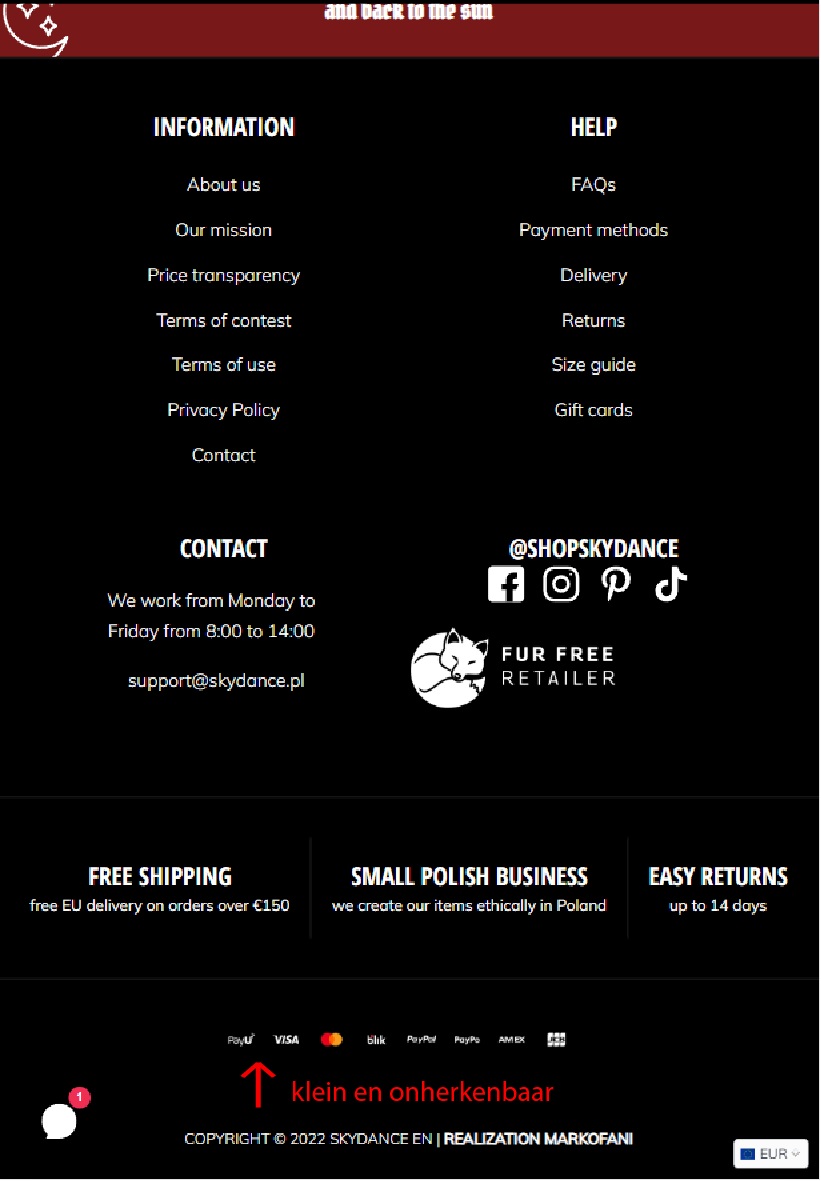 and back to the sun
INFORMATION
About us
Our mission
Price transparency
Terms of contest
Terms of use
Privacy Policy
Contact
HELP
FAQs
Payment methods
Delivery
Returns
Size guide
Gift cards
CONTACT
We work from Monday to
Friday from 8:00 to 14:00
support@skydance.pl
@SHOPSKYDANCE
FUR FREE
RETAILER
FREE SHIPPING
free EU delivery on orders over €150
SMALL POLISH BUSINESS
we create our items ethically in Poland
EASY RETURNS
up to 14 days
PayU VISA blik PayPal PayPo AMEX JCB
klein en onherkenbaar
1
COPYRIGHT © 2022 SKYDANCE EN | REALIZATION MARKOFANI
EUR